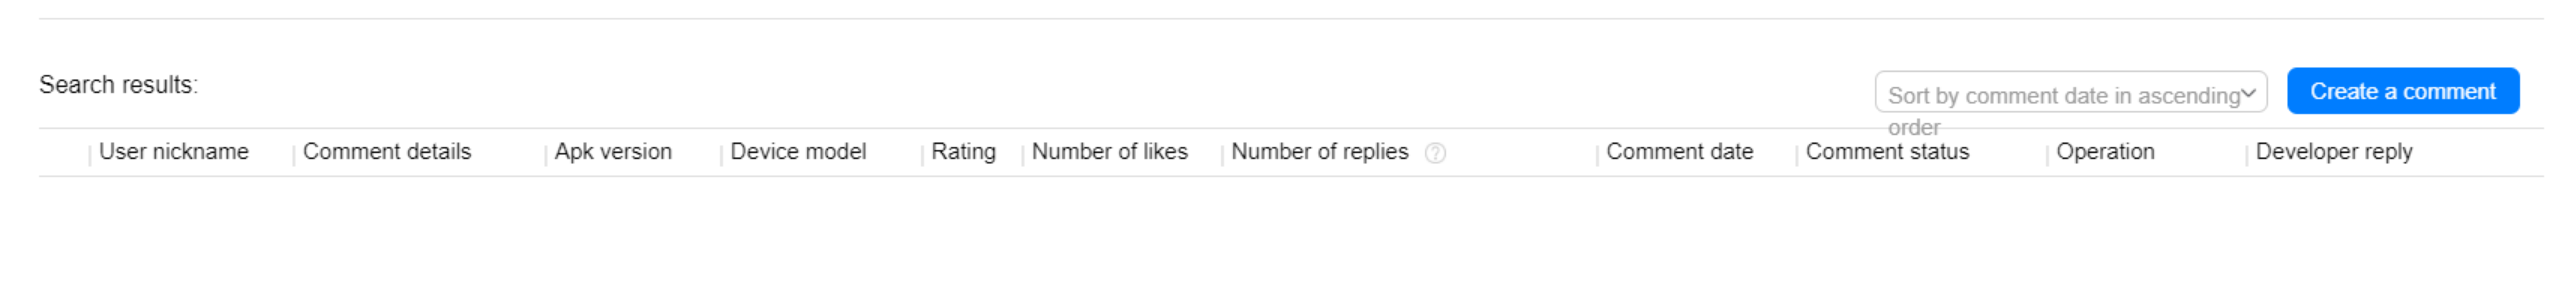 Search results:
Sort by comment date in ascending
order
Create a comment
User nickname Comment details Apk version Device model Rating Number of likes Number of replies ? Comment date Comment status Operation Developer reply